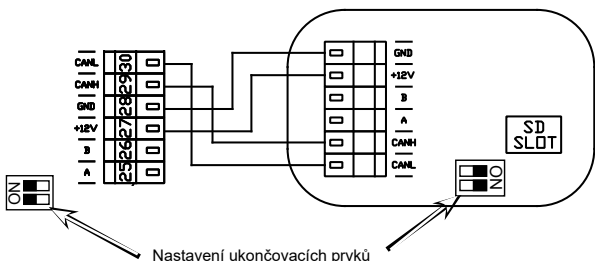 CANL 30
CANH 29
GND 28
+12V 27
B 26
A 25
GND
+12V
B
A
CANH
CANL
SD
SLOT
ON
ON
Nastavení ukončovacích prvků